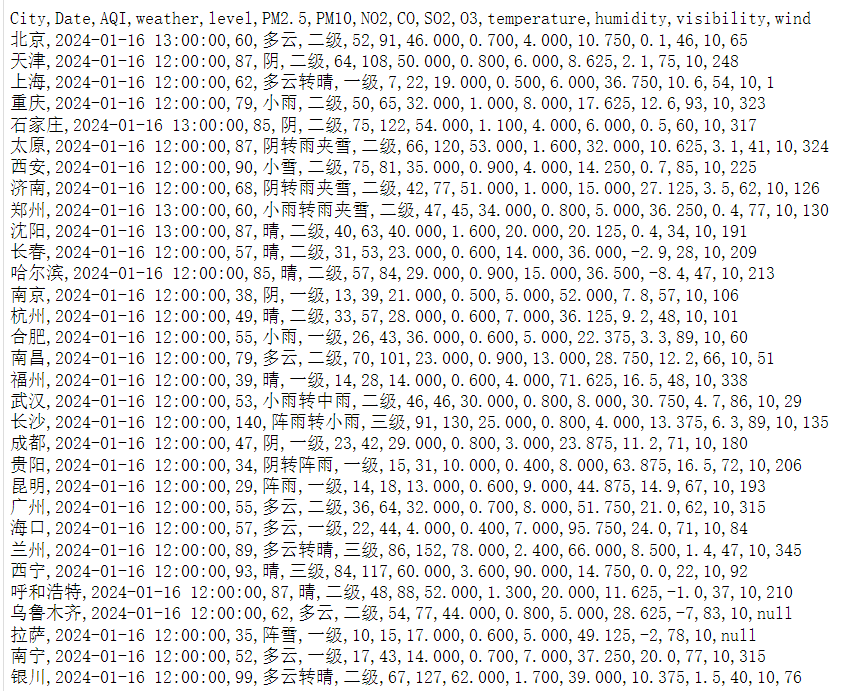 City,Date,AQI,weather,level,PM2.5,PM10,NO2,CO,SO2,O3,temperature,humidity,visibility,wind
北京,2024-01-16 13:00:00,60,多云,二级,52,91,46.000,0.700,4.000,10.750,0.1,46,10,65
天津,2024-01-16 12:00:00,87,阴,二级,64,108,50.000,0.800,6.000,8.625,2.1,75,10,248
上海,2024-01-16 12:00:00,62,多云转晴,一级,7,22,19.000,0.500,6.000,36.750,10.6,54,10,1
重庆,2024-01-16 12:00:00,79,小雨,二级,50,65,32.000,1.000,8.000,17.625,12.6,93,10,323
石家庄,2024-01-16 13:00:00,85,阴,二级,75,122,54.000,1.100,4.000,6.000,0.5,60,10,317
太原,2024-01-16 12:00:00,87,阴转雨夹雪,二级,66,120,53.000,1.600,32.000,10.625,3.1,41,10,324
西安,2024-01-16 12:00:00,90,小雪,二级,75,81,35.000,0.900,4.000,14.250,0.7,85,10,225
济南,2024-01-16 12:00:00,68,阴转雨夹雪,二级,42,77,51.000,1.000,15.000,27.125,3.5,62,10,126
郑州,2024-01-16 13:00:00,60,小雨转雨夹雪,二级,47,45,34.000,0.800,5.000,36.250,0.4,77,10,130
沈阳,2024-01-16 13:00:00,87,晴,二级,40,63,40.000,1.600,20.000,20.125,0.4,34,10,191
长春,2024-01-16 12:00:00,57,晴,二级,31,53,23.000,0.600,14.000,36.000,-2.9,28,10,209
哈尔滨,2024-01-16 12:00:00,85,晴,二级,57,84,29.000,0.900,15.000,36.500,-8.4,47,10,213
南京,2024-01-16 12:00:00,38,阴,一级,13,39,21.000,0.500,5.000,52.000,7.8,57,10,106
杭州,2024-01-16 12:00:00,49,晴,二级,33,57,28.000,0.600,7.000,36.125,9.2,48,10,101
合肥,2024-01-16 12:00:00,55,小雨,一级,26,43,36.000,0.600,5.000,22.375,3.3,89,10,60
南昌,2024-01-16 12:00:00,79,多云,二级,70,101,23.000,0.900,13.000,28.750,12.2,66,10,51
福州,2024-01-16 12:00:00,39,晴,一级,14,28,14.000,0.600,4.000,71.625,16.5,48,10,338
武汉,2024-01-16 12:00:00,53,小雨转中雨,二级,46,46,30.000,0.800,8.000,30.750,4.7,86,10,29
长沙,2024-01-16 12:00:00,140,阵雨转小雨,三级,91,130,25.000,0.800,4.000,13.375,6.3,89,10,135
成都,2024-01-16 12:00:00,47,阴,一级,23,42,29.000,0.800,3.000,23.875,11.2,71,10,180
贵阳,2024-01-16 12:00:00,34,阴转阵雨,一级,15,31,10.000,0.400,8.000,63.875,16.5,72,10,206
昆明,2024-01-16 12:00:00,29,阵雨,一级,14,18,13.000,0.600,9.000,44.875,14.9,67,10,193
广州,2024-01-16 12:00:00,55,多云,二级,36,64,32.000,0.700,8.000,51.750,21.0,62,10,315
海口,2024-01-16 12:00:00,57,多云,一级,22,44,4.000,0.400,7.000,95.750,24.0,71,10,84
兰州,2024-01-16 12:00:00,89,多云转晴,三级,86,152,78.000,2.400,66.000,8.500,1.4,47,10,345
西宁,2024-01-16 12:00:00,93,晴,三级,84,117,60.000,3.600,90.000,14.750,0.0,22,10,92
呼和浩特,2024-01-16 12:00:00,87,晴,二级,48,88,52.000,1.300,20.000,11.625,-1.0,37,10,210
乌鲁木齐,2024-01-16 12:00:00,62,多云,二级,54,77,44.000,0.800,5.000,28.625,-7,83,10,null
拉萨,2024-01-16 12:00:00,35,阵雪,一级,10,15,17.000,0.600,5.000,49.125,-2,78,10,null
南宁,2024-01-16 12:00:00,52,多云,一级,17,43,14.000,0.700,7.000,37.250,20.0,77,10,315
银川,2024-01-16 12:00:00,99,多云转晴,二级,67,127,62.000,1.700,39.000,10.375,1.5,40,10,76